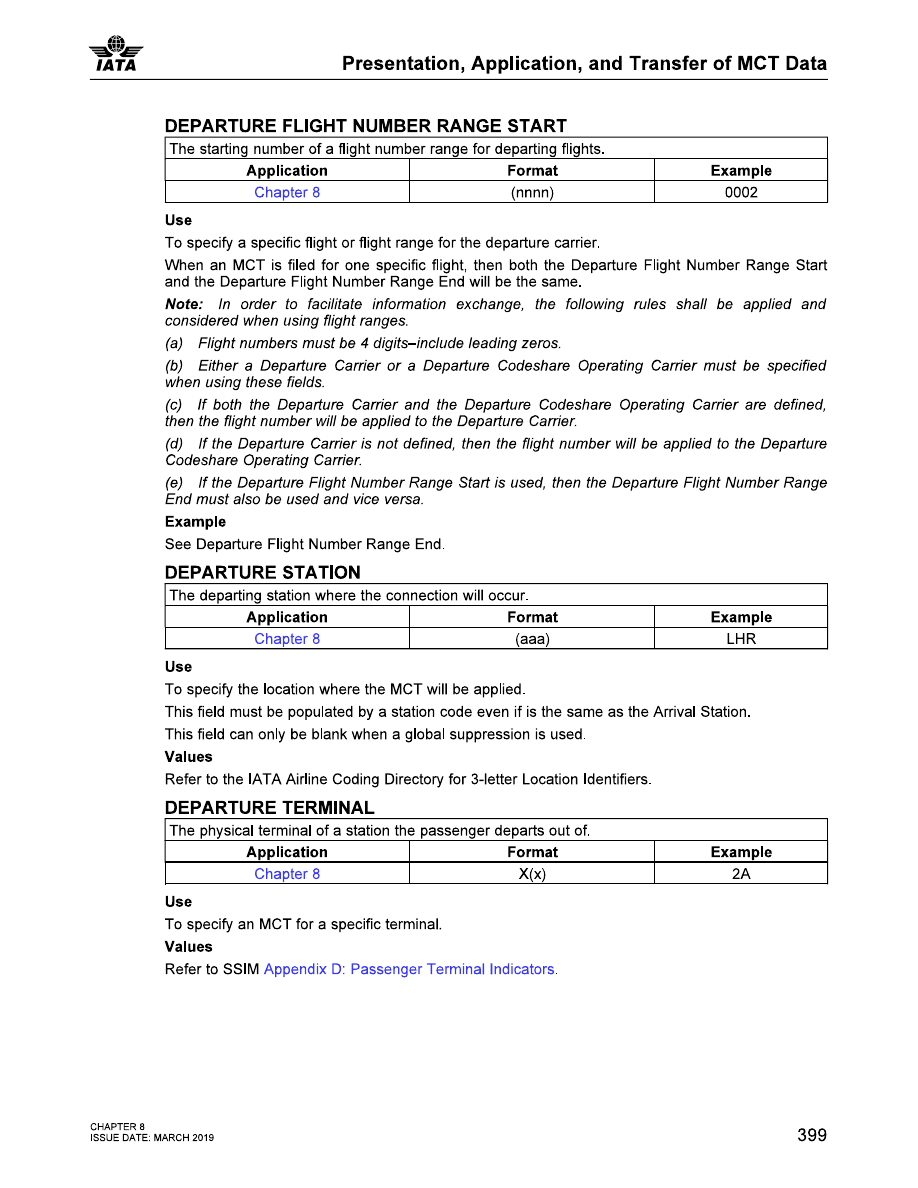 IATA
Presentation, Application, and Transfer of MCT Data
DEPARTURE FLIGHT NUMBER RANGE START
The starting number of a flight number range for departing flights.
Application Format Example
Chapter 8 (nnnn) 0002
Use
To specify a specific flight or flight range for the departure carrier.
When an MCT is filed for one specific flight, then both the Departure Flight Number Range Start
and the Departure Flight Number Range End will be the same.
Note: In order to facilitate information exchange, the following rules shall be applied and
considered when using flight ranges.
(a) Flight numbers must be 4 digits–include leading zeros.
(b) Either a Departure Carrier or a Departure Codeshare Operating Carrier must be specified
when using these fields.
(c) If both the Departure Carrier and the Departure Codeshare Operating Carrier are defined,
then the flight number will be applied to the Departure Carrier.
(d) If the Departure Carrier is not defined, then the flight number will be applied to the Departure
Codeshare Operating Carrier.
(e) If the Departure Flight Number Range Start is used, then the Departure Flight Number Range
End must also be used and vice versa.
Example
See Departure Flight Number Range End.
DEPARTURE STATION
The departing station where the connection will occur.
Application Format Example
Chapter 8 (aaa) LHR
Use
To specify the location where the MCT will be applied.
This field must be populated by a station code even if is the same as the Arrival Station.
This field can only be blank when a global suppression is used.
Values
Refer to the IATA Airline Coding Directory for 3-letter Location Identifiers.
DEPARTURE TERMINAL
The physical terminal of a station the passenger departs out of.
Application Format Example
Chapter 8 X(x) 2A
Use
To specify an MCT for a specific terminal.
Values
Refer to SSIM Appendix D: Passenger Terminal Indicators.
CHAPTER 8
ISSUE DATE: MARCH 2019
399